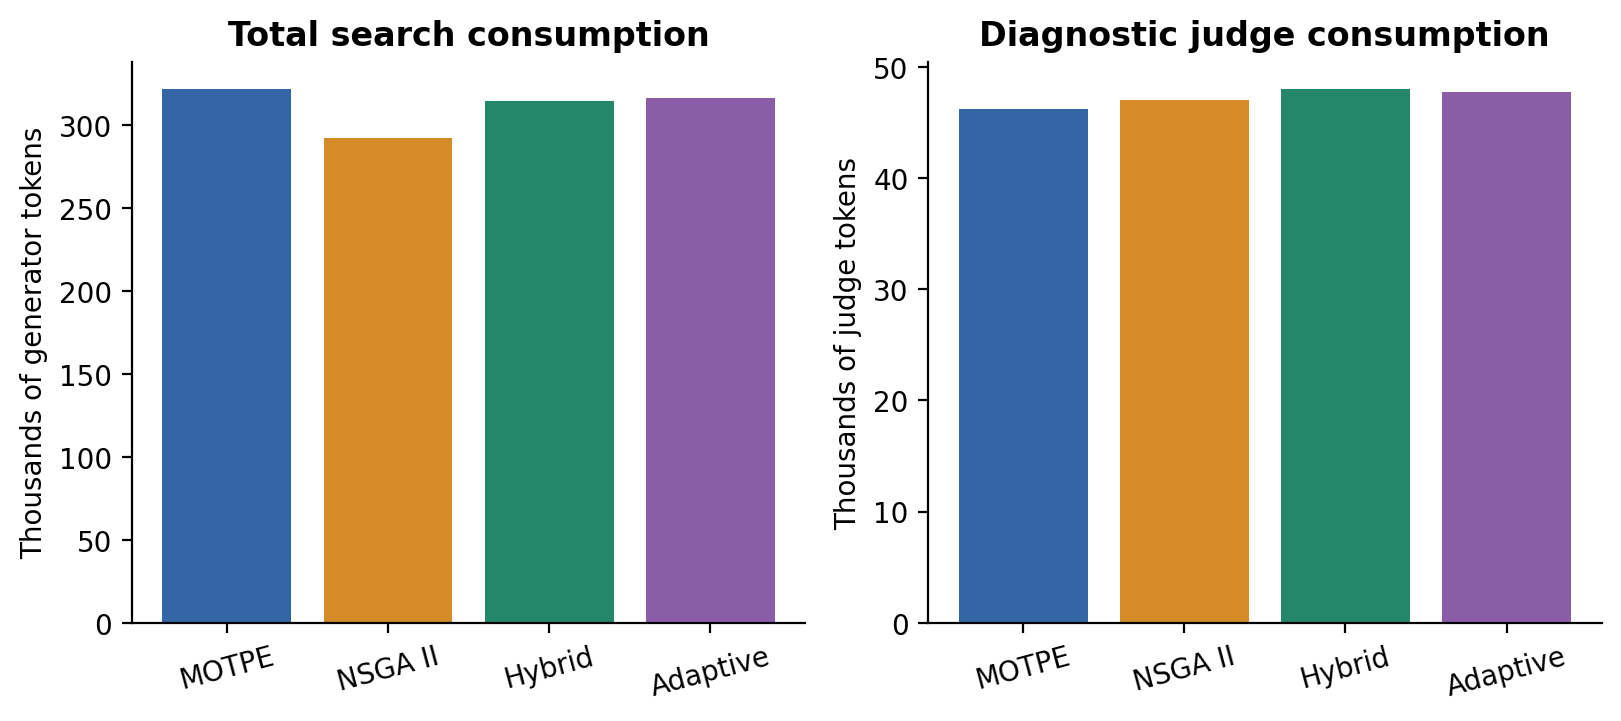 Total search consumption
Thousands of generator tokens
300
250
200
150
100
50
0
MOTPE
NSGA II
Hybrid
Adaptive
Diagnostic judge consumption
Thousands of judge tokens
50
40
30
20
10
0
MOTPE
NSGA II
Hybrid
Adaptive